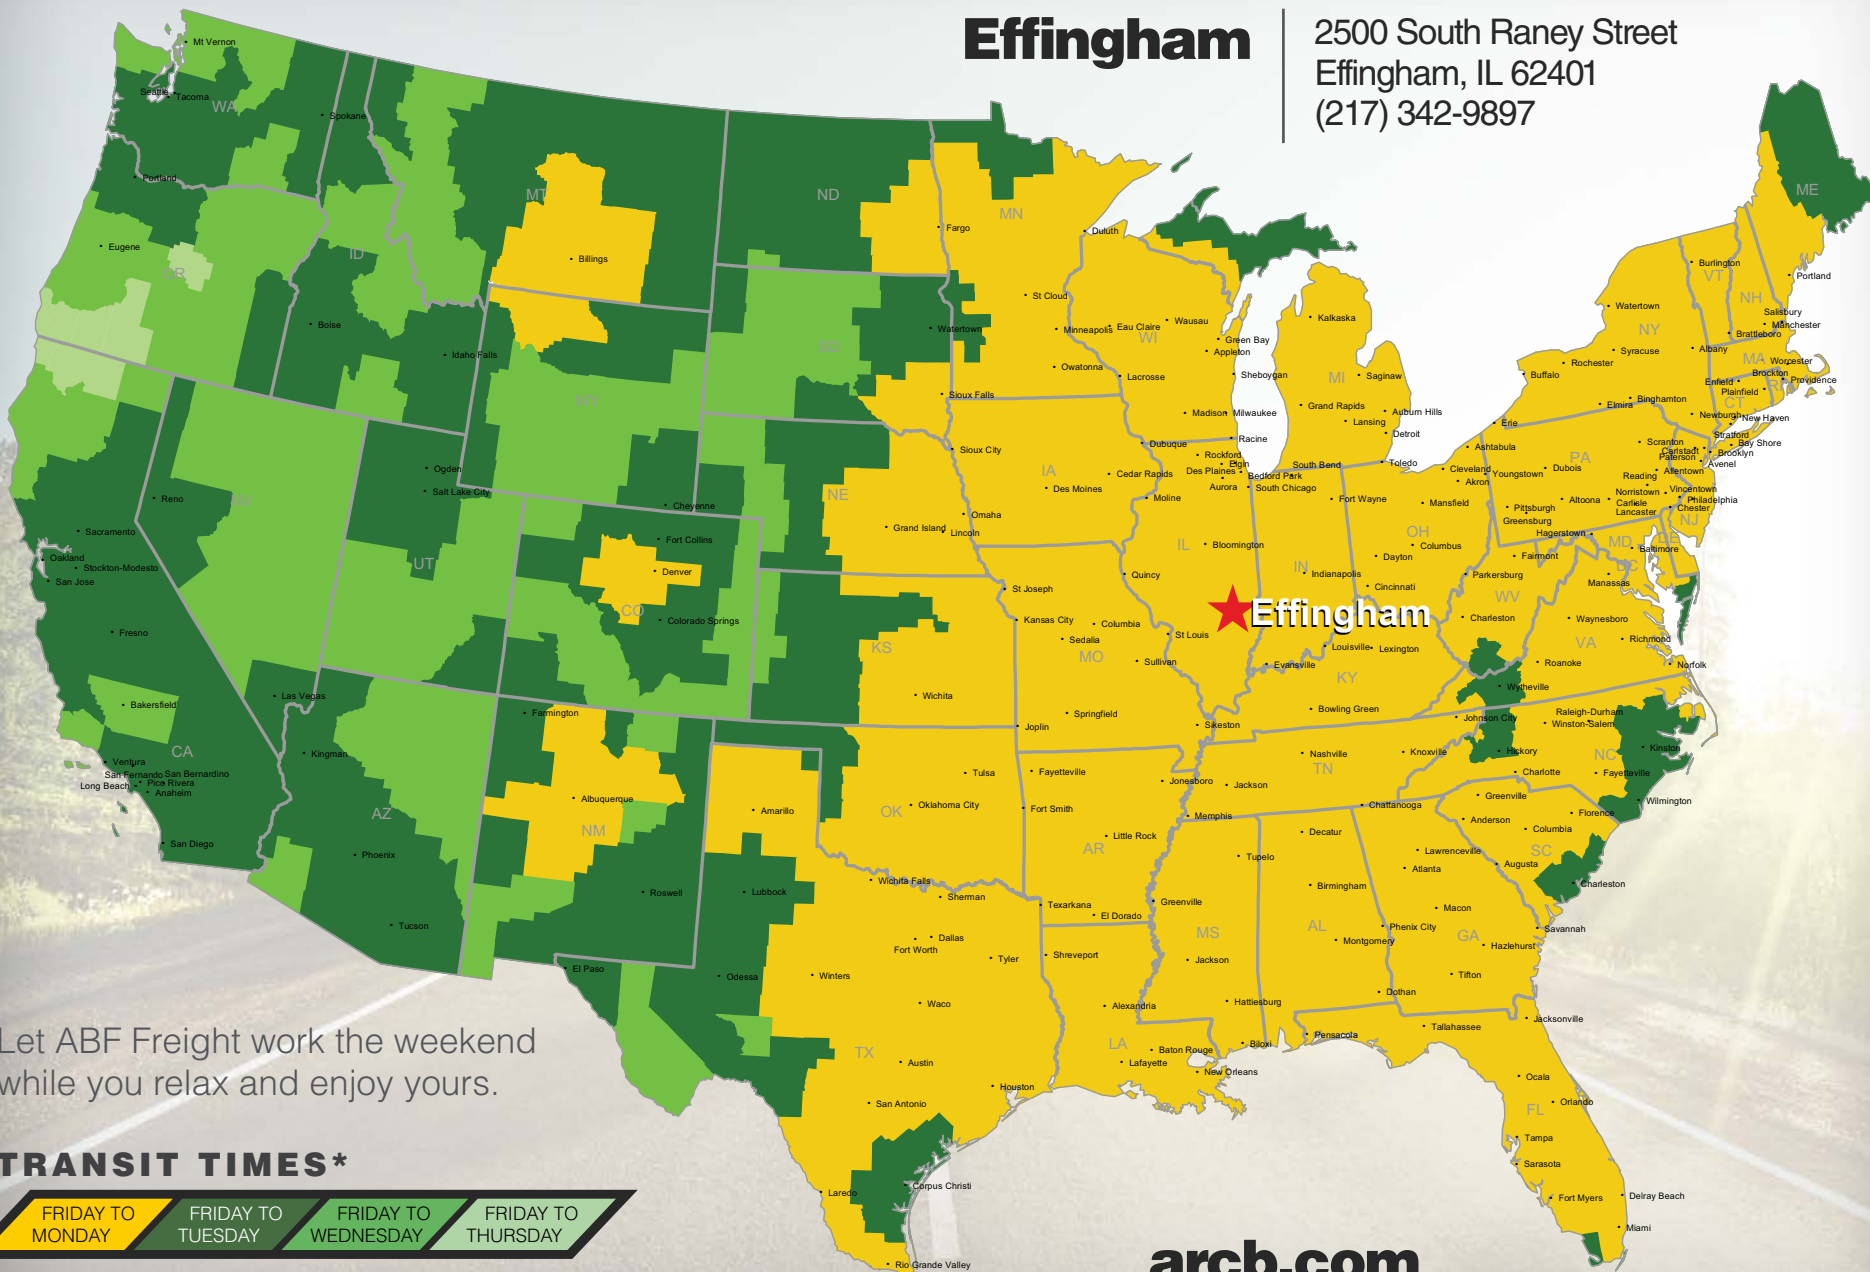 Effingham
2500 South Raney Street
Effingham, IL 62401
(217) 342-9897
Mt Vernon
Seattle
Tacoma
WA
Spokane
Portland
Eugene
OR
ID
Boise
Idaho Falls
MT
Billings
ND
Fargo
MN
Duluth
St Cloud
Minneapolis
Owatonna
Watertown
SD
Sioux Falls
WY
Cheyenne
Eau Claire
Wausau
WI
Green Bay
Appleton
Sheboygan
Lacrosse
Madison
Milwaukee
Racine
Kalkaska
MI
Saginaw
Grand Rapids
Lansing
Auburn Hills
Detroit
ME
Portland
Burlington
VT
NH
Salisbury
Manchester
Brattleboro
Watertown
NY
Syracuse
Rochester
Buffalo
Albany
MA
Worcester
Brockton
Providence
RI
Enfield
Plainfield
CT
Elmira
Binghamton
Newburgh
New Haven
Stratford
Bay Shore
Brooklyn
Carlstadt
Paterson
Avenel
Scranton
Allentown
Reading
Erie
Ashtabula
Cleveland
Youngstown
Akron
Dubois
PA
Altoona
Norristown
Vincentown
Carlisle
Philadelphia
Lancaster
Chester
NJ
Pittsburgh
Greensburg
Hagerstown
MD
DE
Baltimore
DC
Manassas
Toledo
Mansfield
OH
Columbus
Dayton
Cincinnati
South Bend
Fort Wayne
IN
Indianapolis
Dubuque
Rockford
Elgin
Des Plaines
Bedford Park
Aurora
South Chicago
Moline
IL
Bloomington
Quincy
Effingham
IA
Cedar Rapids
Des Moines
Sioux City
NE
Omaha
Grand Island
Lincoln
Reno
NV
Sacramento
Oakland
Stockton-Modesto
San Jose
Fresno
Bakersfield
CA
Ventura
San Fernando
San Bernardino
Pico Rivera
Long Beach
Anaheim
San Diego
Las Vegas
Ogden
Salt Lake City
UT
Fort Collins
Denver
CO
Colorado Springs
Kingman
AZ
Phoenix
Tucson
Farmington
Albuquerque
NM
Roswell
KS
Wichita
St Joseph
Kansas City
Columbia
Sedalia
MO
St Louis
Sullivan
Springfield
Joplin
Sikeston
Evansville
Louisville
Lexington
KY
Bowling Green
Parkersburg
Fairmont
WV
Charleston
Waynesboro
VA
Richmond
Roanoke
Norfolk
Wytheville
Johnson City
Raleigh-Durham
Winston-Salem
Hickory
NC
Kinston
Charlotte
Fayetteville
Wilmington
Nashville
TN
Knoxville
Jackson
Chattanooga
Memphis
Tulsa
OK
Oklahoma City
Fayetteville
Fort Smith
Jonesboro
AR
Little Rock
El Dorado
Texarkana
Amarillo
Lubbock
Wichita Falls
Sherman
Dallas
Fort Worth
Tyler
Winters
Waco
El Paso
Odessa
TX
Austin
Houston
San Antonio
Laredo
Corpus Christi
Rio Grande Valley
Shreveport
Alexandria
LA
Baton Rouge
Lafayette
New Orleans
Greenville
MS
Jackson
Tupelo
Hattiesburg
Biloxi
Decatur
Birmingham
AL
Montgomery
Phenix City
Dothan
Greenville
Anderson
Columbia
Florence
SC
Charleston
Lawrenceville
Atlanta
Augusta
Macon
GA
Hazlehurst
Savannah
Tifton
Pensacola
Tallahassee
Jacksonville
Ocala
Orlando
FL
Tampa
Sarasota
Fort Myers
Delray Beach
Miami
Let ABF Freight work the weekend
while you relax and enjoy yours.
TRANSIT TIMES*
FRIDAY TO
MONDAY
FRIDAY TO
TUESDAY
FRIDAY TO
WEDNESDAY
FRIDAY TO
THURSDAY
arcb.com